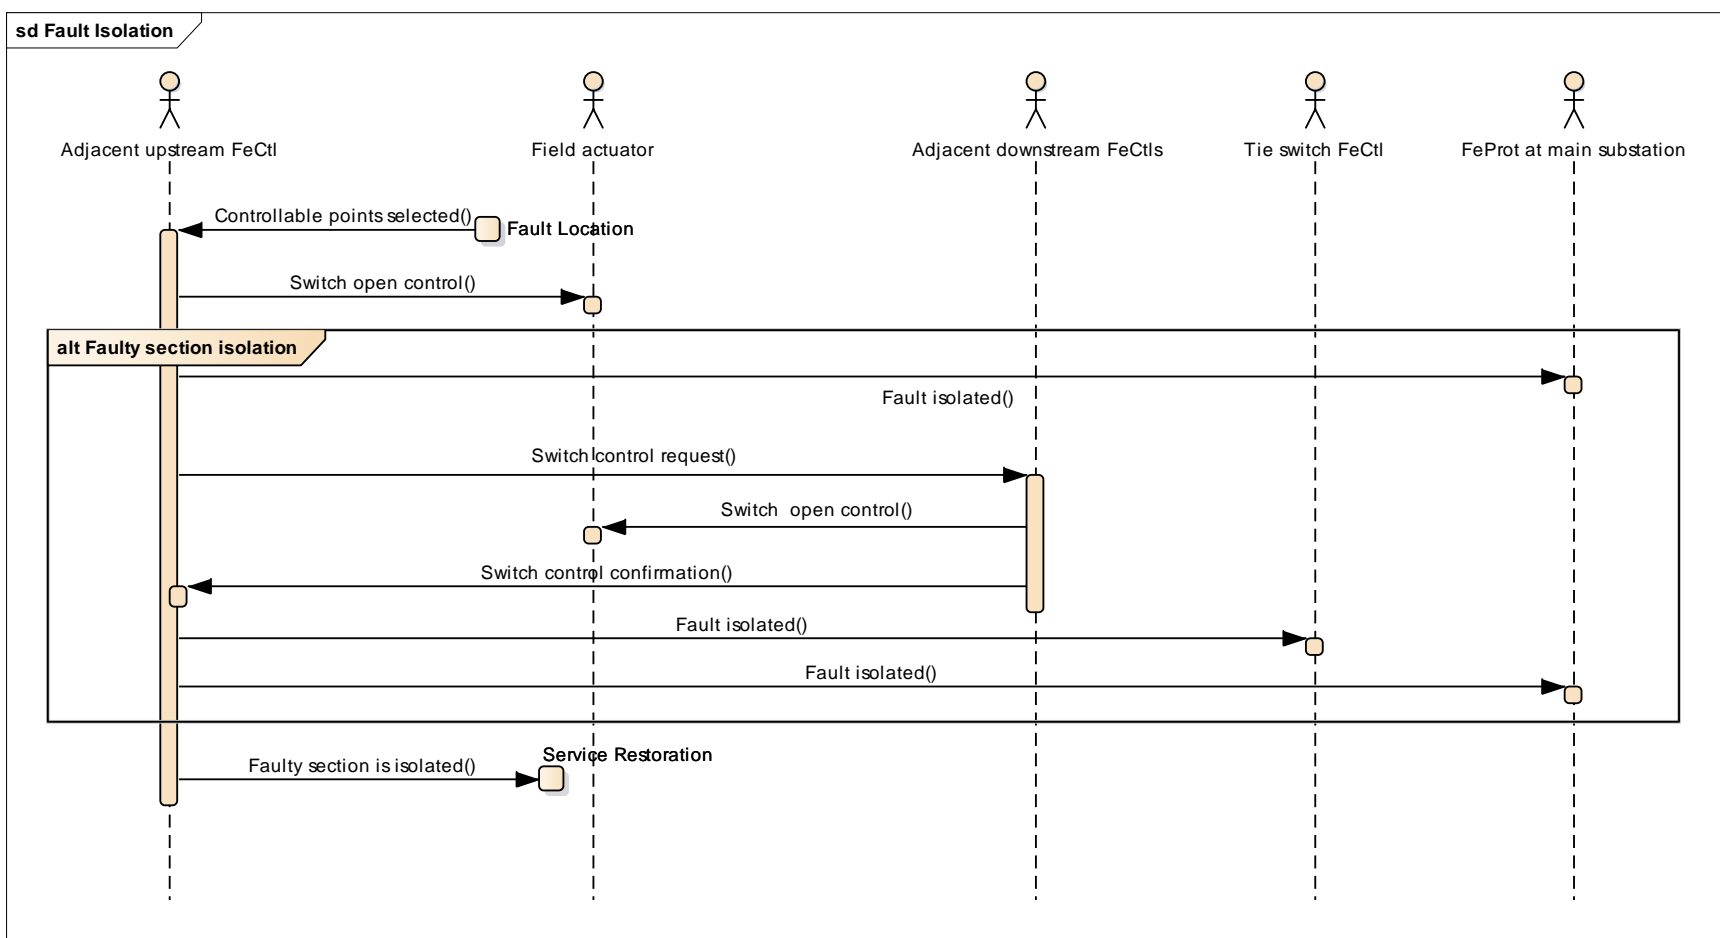 sd Fault Isolation
Adjacent upstream FeCtl
Field actuator
Adjacent downstream FeCtls
Tie switch FeCtl
FeProt at main substation
Controllable points selected()
Fault Location
Switch open control()
alt Faulty section isolation
Fault isolated()
Switch control request()
Switch open control()
Switch control confirmation()
Fault isolated()
Fault isolated()
Service Restoration
Faulty section is isolated()